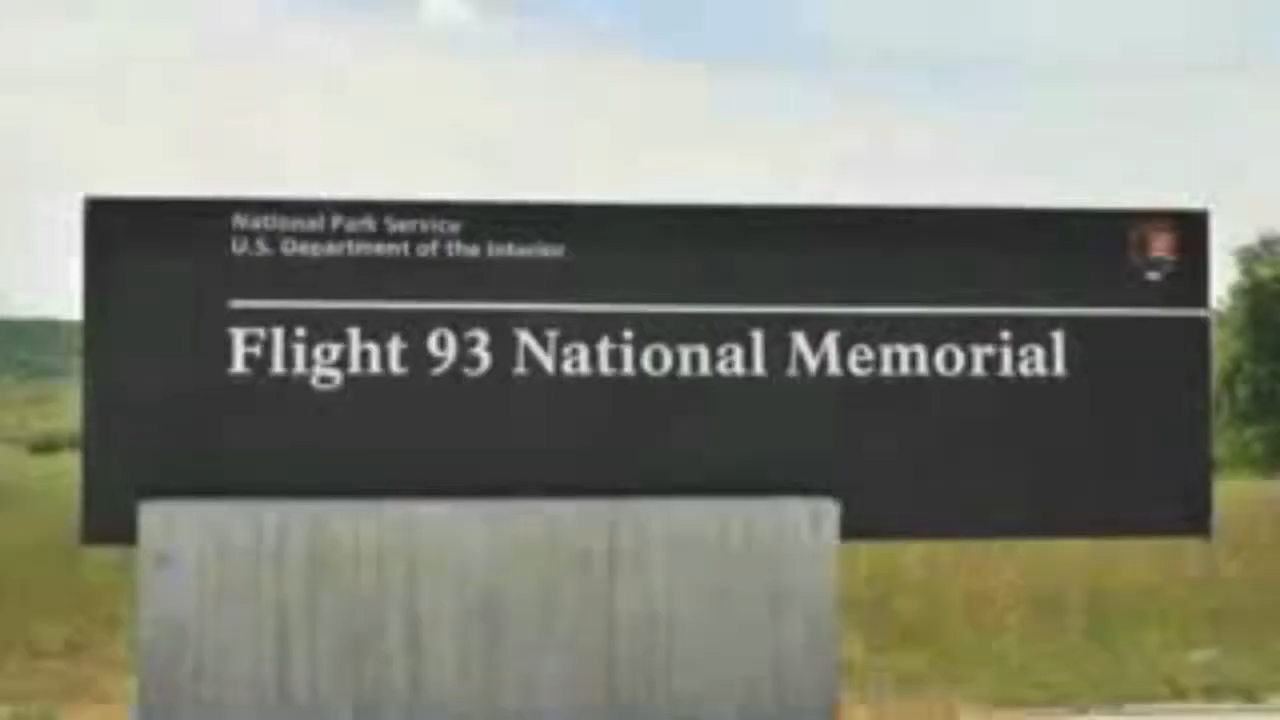 National Park Service
U.S. Department of the Interior
Flight 93 National Memorial